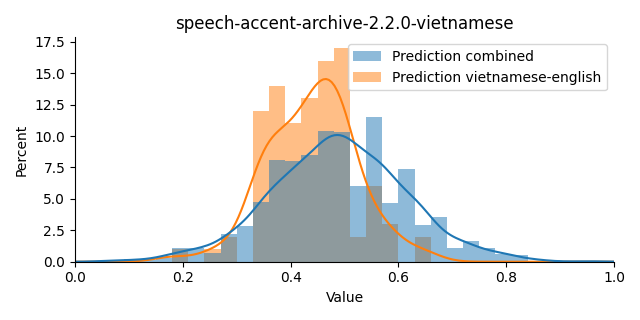 speech-accent-archive-2.2.0-vietnamese
Prediction combined
Prediction vietnamese-english
Percent
17.5
15.0
12.5
10.0
7.5
5.0
2.5
0.0
0.0 0.2 0.4 0.6 0.8 1.0
Value